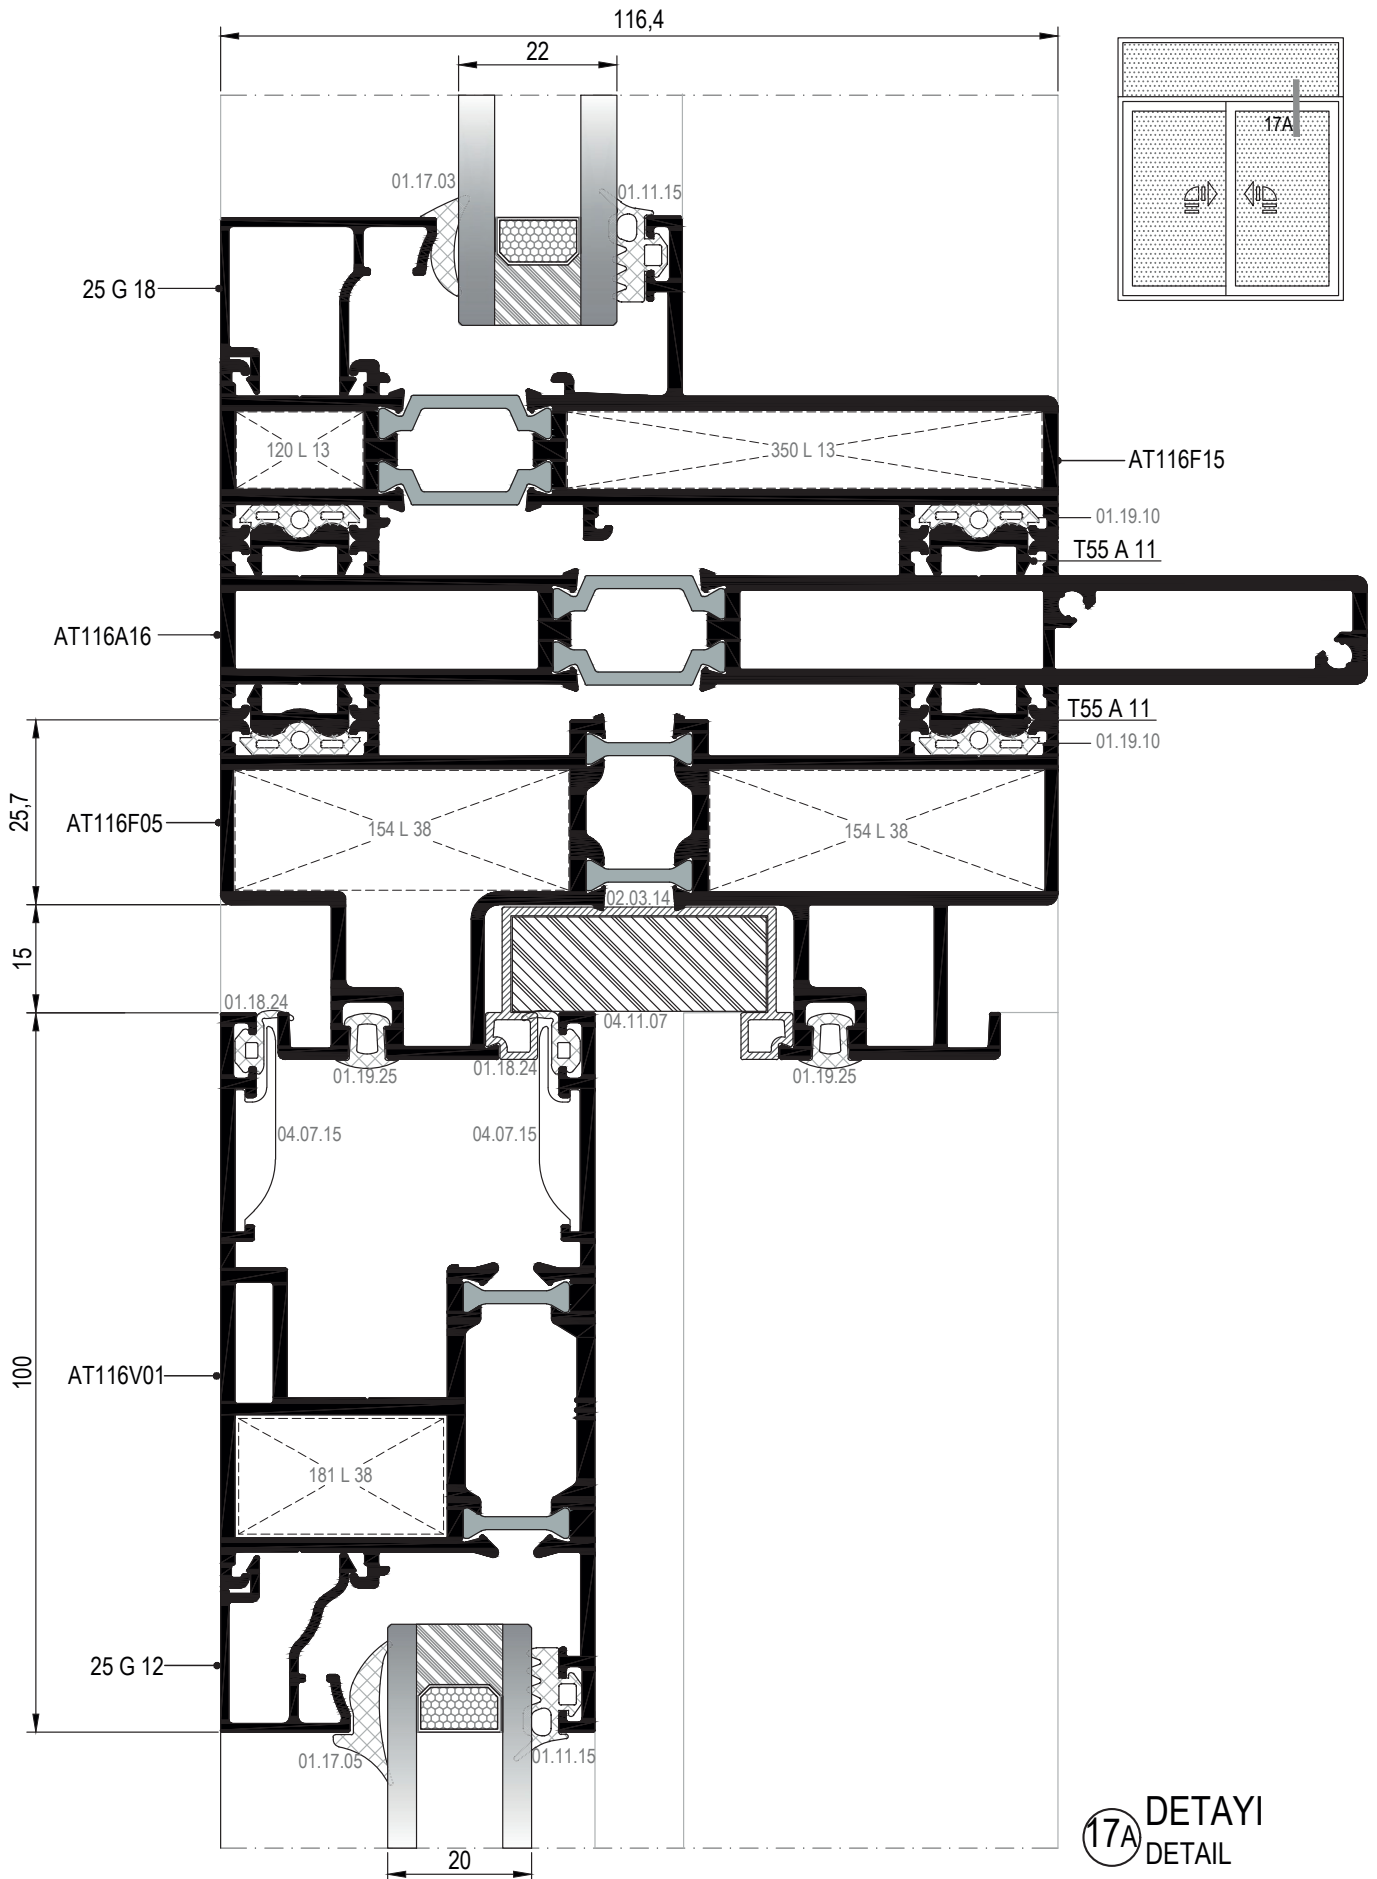 116,4
22
17A
01.17.03
01.11.15
25 G 18
120 L 13
350 L 13
AT116F15
01.19.10
T55 A 11
AT116A16
T55 A 11
01.19.10
25,7
AT116F05
154 L 38
154 L 38
02.03.14
15
01.18.24
04.11.07
01.19.25
01.18.24
01.19.25
04.07.15
04.07.15
100
AT116V01
181 L 38
25 G 12
01.17.05
01.11.15
17A
DETAYI
DETAIL
20